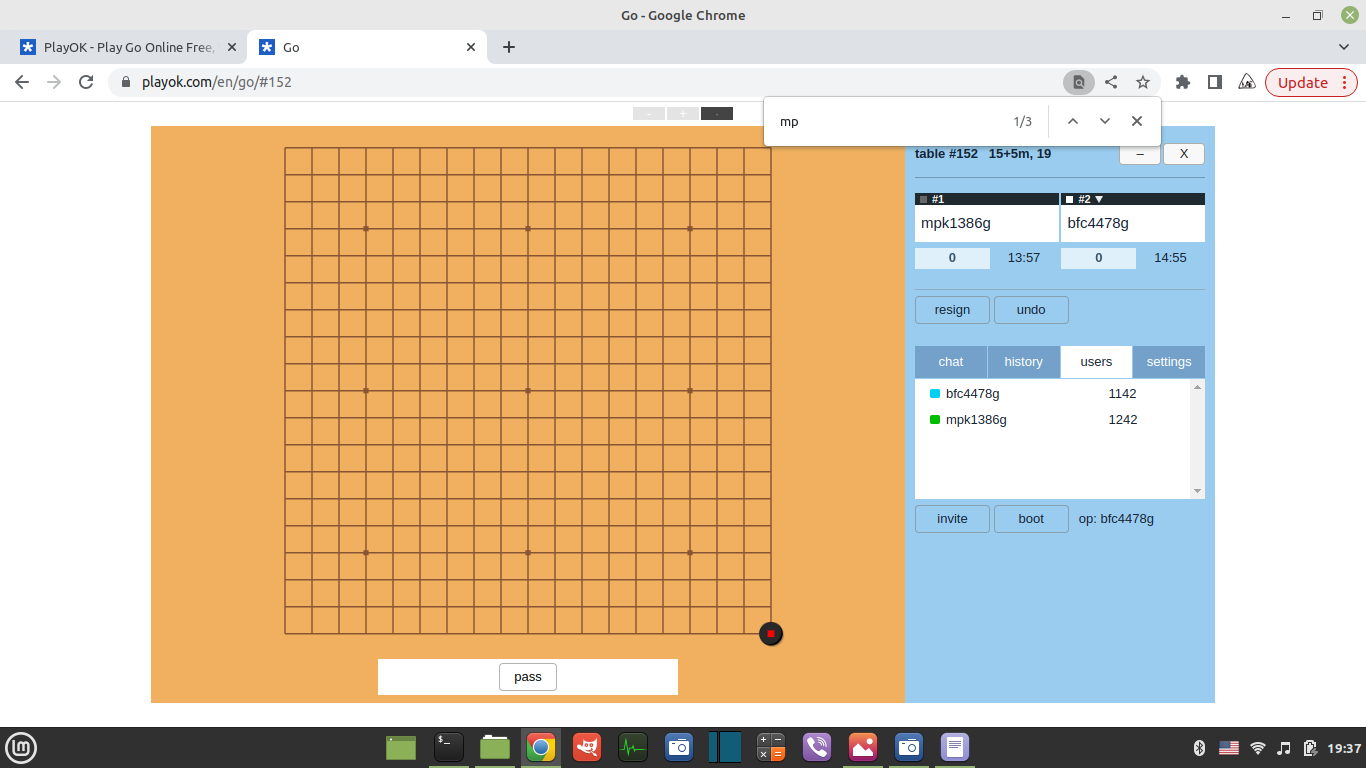 Go - Google Chrome
PlayOK - Play Go Online Free,
Go
playok.com/en/go/#152
Update
- + .
mp 1/3
table #152 15+5m, 19
– X
#1 #2
mpk1386g bfc4478g
0 13:57 0 14:55
resign undo
chat history users settings
bfc4478g 1142
mpk1386g 1242
invite boot op: bfc4478g
pass
$_
19:37